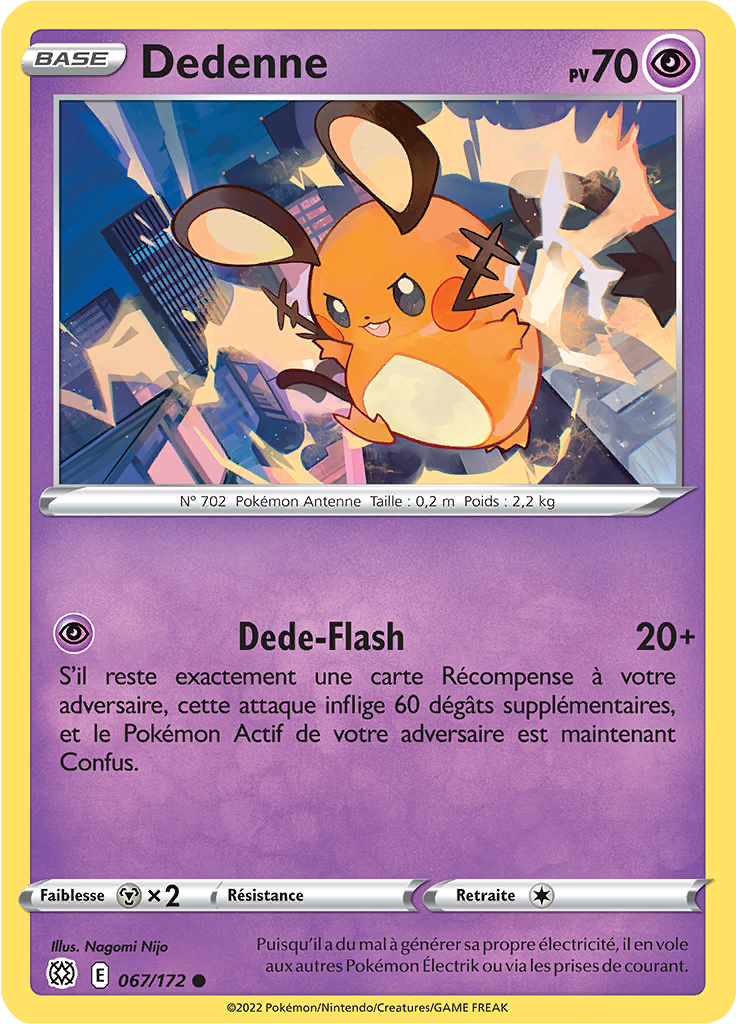 BASE Dedenne PV70
N° 702 Pokémon Antenne Taille : 0,2 m Poids : 2,2 kg
Dede-Flash 20+
S'il reste exactement une carte Récompense à votre
adversaire, cette attaque inflige 60 dégâts supplémentaires,
et le Pokémon Actif de votre adversaire est maintenant
Confus.
Faiblesse ×2 Résistance Retraite
Illus. Nagomi Nijo
E 067/172
Puisqu'il a du mal à générer sa propre électricité, il en vole
aux autres Pokémon Électrik ou via les prises de courant.
©2022 Pokémon/Nintendo/Creatures/GAME FREAK